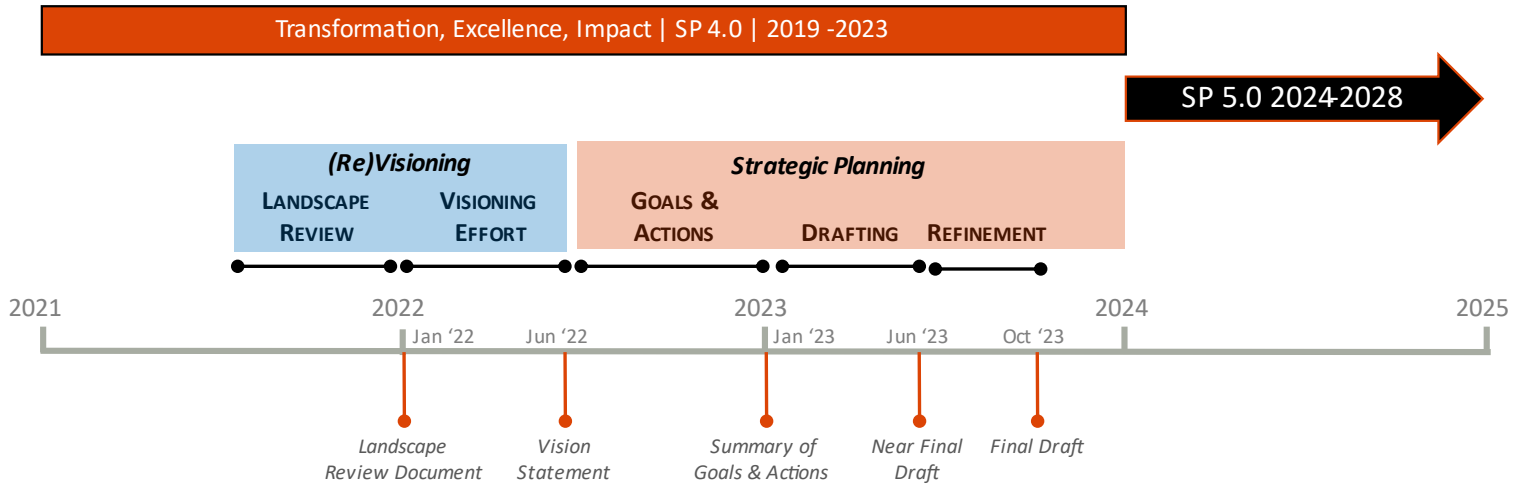 Transformation, Excellence, Impact | SP 4.0 | 2019 -2023
SP 5.0 2024-2028
(Re)Visioning
Strategic Planning
LANDSCAPE
REVIEW
VISIONING
EFFORT
GOALS &
ACTIONS
DRAFTING
REFINEMENT
2021
2022
2023
2024
2025
Jan ‘22
Jun ‘22
Jan ‘23
Jun ‘23
Oct ‘23
Landscape
Review Document
Vision
Statement
Summary of
Goals & Actions
Near Final
Draft
Final Draft